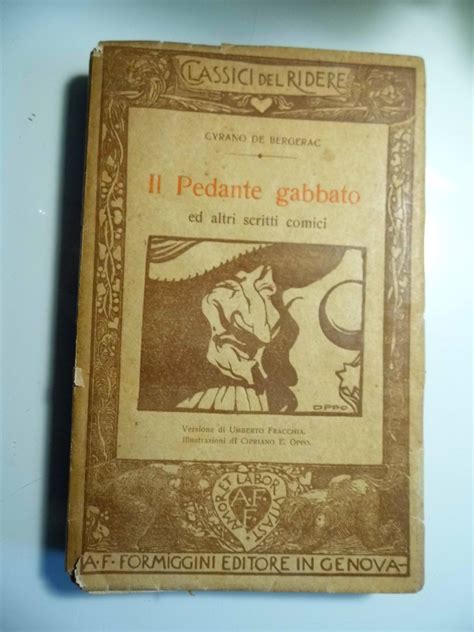 CLASSICI DEL RIDERE
CYRANO DE BERGERAC
Il Pedante gabbato
ed altri scritti comici
OPPO
Versione di UMBERTO FRACCHIA.
Illustrazioni di CIPRIANO E. OPPO.
AMOR ET LABOR VITAST
A F
F
A·F· FORMIGGINI EDITORE IN GENOVA